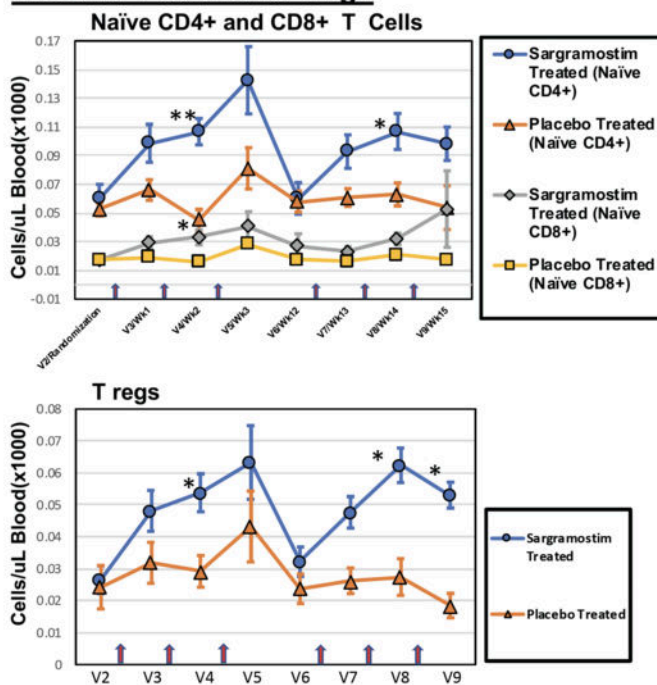 Naïve CD4+ and CD8+ T Cells
Cells/uL Blood(x1000)
0.17
0.15
0.13
0.11
0.09
0.07
0.05
0.03
0.01
-0.01
**
*
*
V2/Randomization
V3/Wk1
V4/Wk2
V5/Wk3
V6/Wk12
V7/Wk13
V8/Wk14
V9/Wk15
Sargramostim
Treated (Naïve
CD4+)
Placebo Treated
(Naïve CD4+)
Sargramostim
Treated (Naïve
CD8+)
Placebo Treated
(Naïve CD8+)
T regs
Cells/uL Blood(x1000)
0.08
0.07
0.06
0.05
0.04
0.03
0.02
0.01
0
*
*
*
V2 V3 V4 V5 V6 V7 V8 V9
Sargramostim
Treated
Placebo Treated